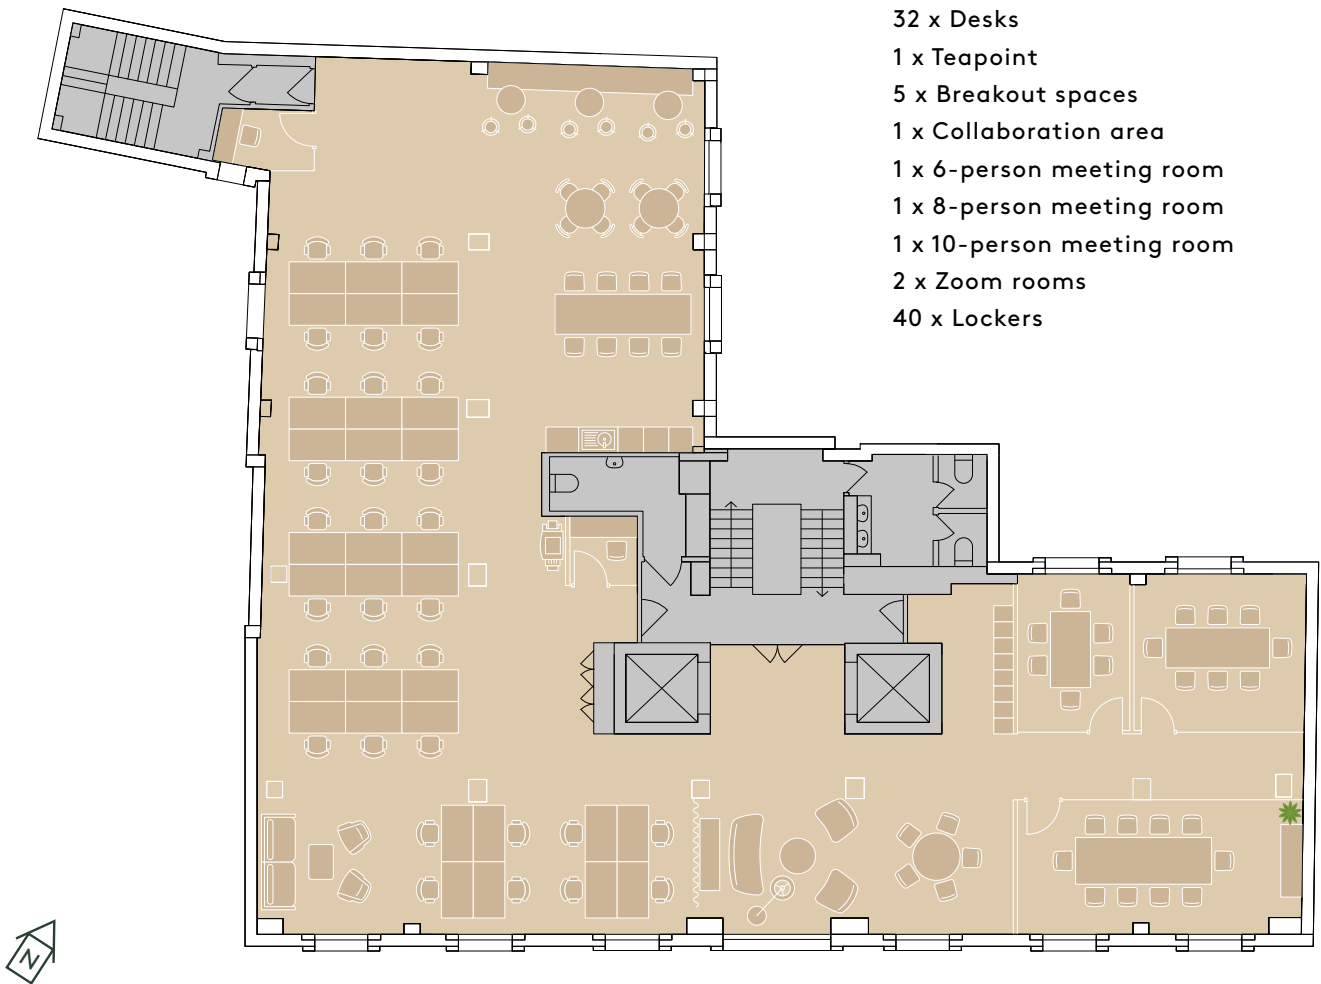 32 x Desks
1 x Teapoint
5 x Breakout spaces
1 x Collaboration area
1 x 6-person meeting room
1 x 8-person meeting room
1 x 10-person meeting room
2 x Zoom rooms
40 x Lockers
N